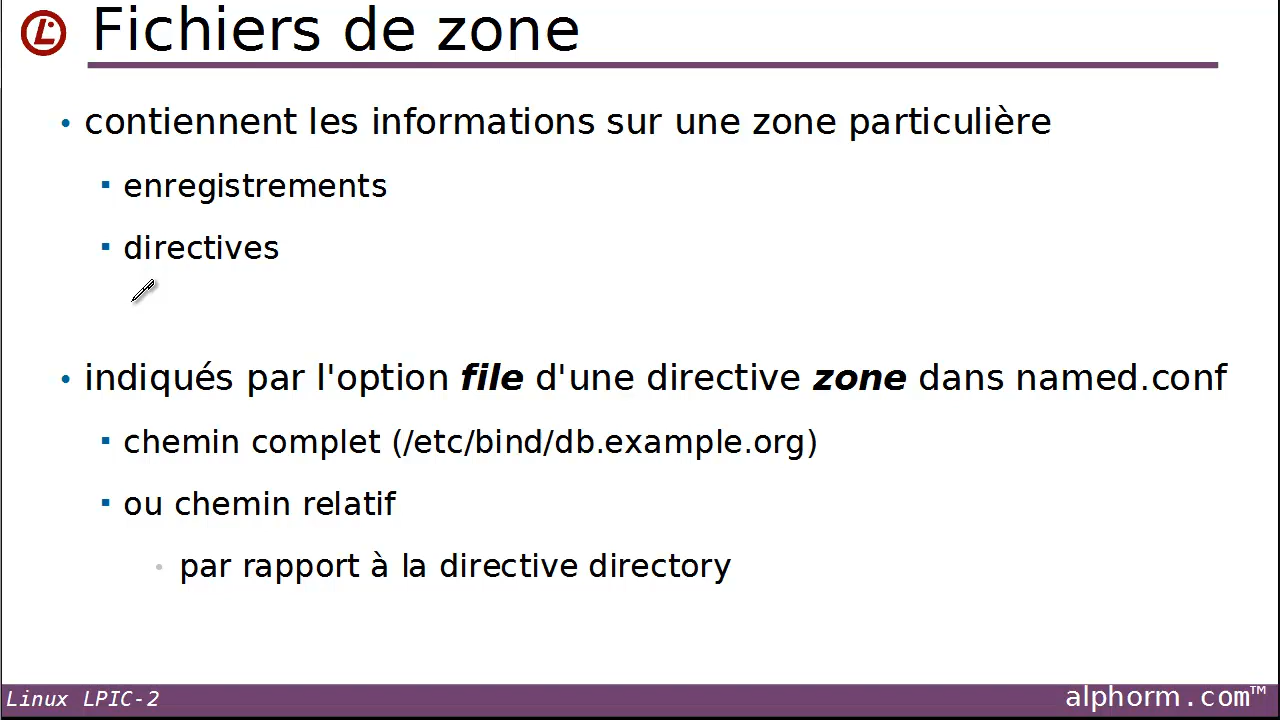 Fichiers de zone
contiennent les informations sur une zone particulière
enregistrements
directives
indiqués par l'option file d'une directive zone dans named.conf
chemin complet (/etc/bind/db.example.org)
ou chemin relatif
par rapport à la directive directory
Linux LPIC-2
alphorm.com™